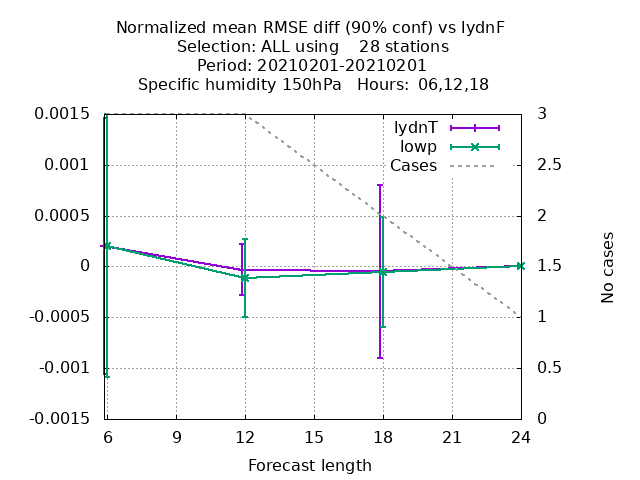 Normalized mean RMSE diff (90% conf) vs lydnF
Selection: ALL using    28 stations
Period: 20210201-20210201
Specific humidity 150hPa   Hours:  06,12,18
0.0015
0.001
0.0005
0
-0.0005
-0.001
-0.0015
3
2.5
2
1.5
1
0.5
0
lydnT
lowp
Cases
No cases
6 9 12 15 18 21 24
Forecast length